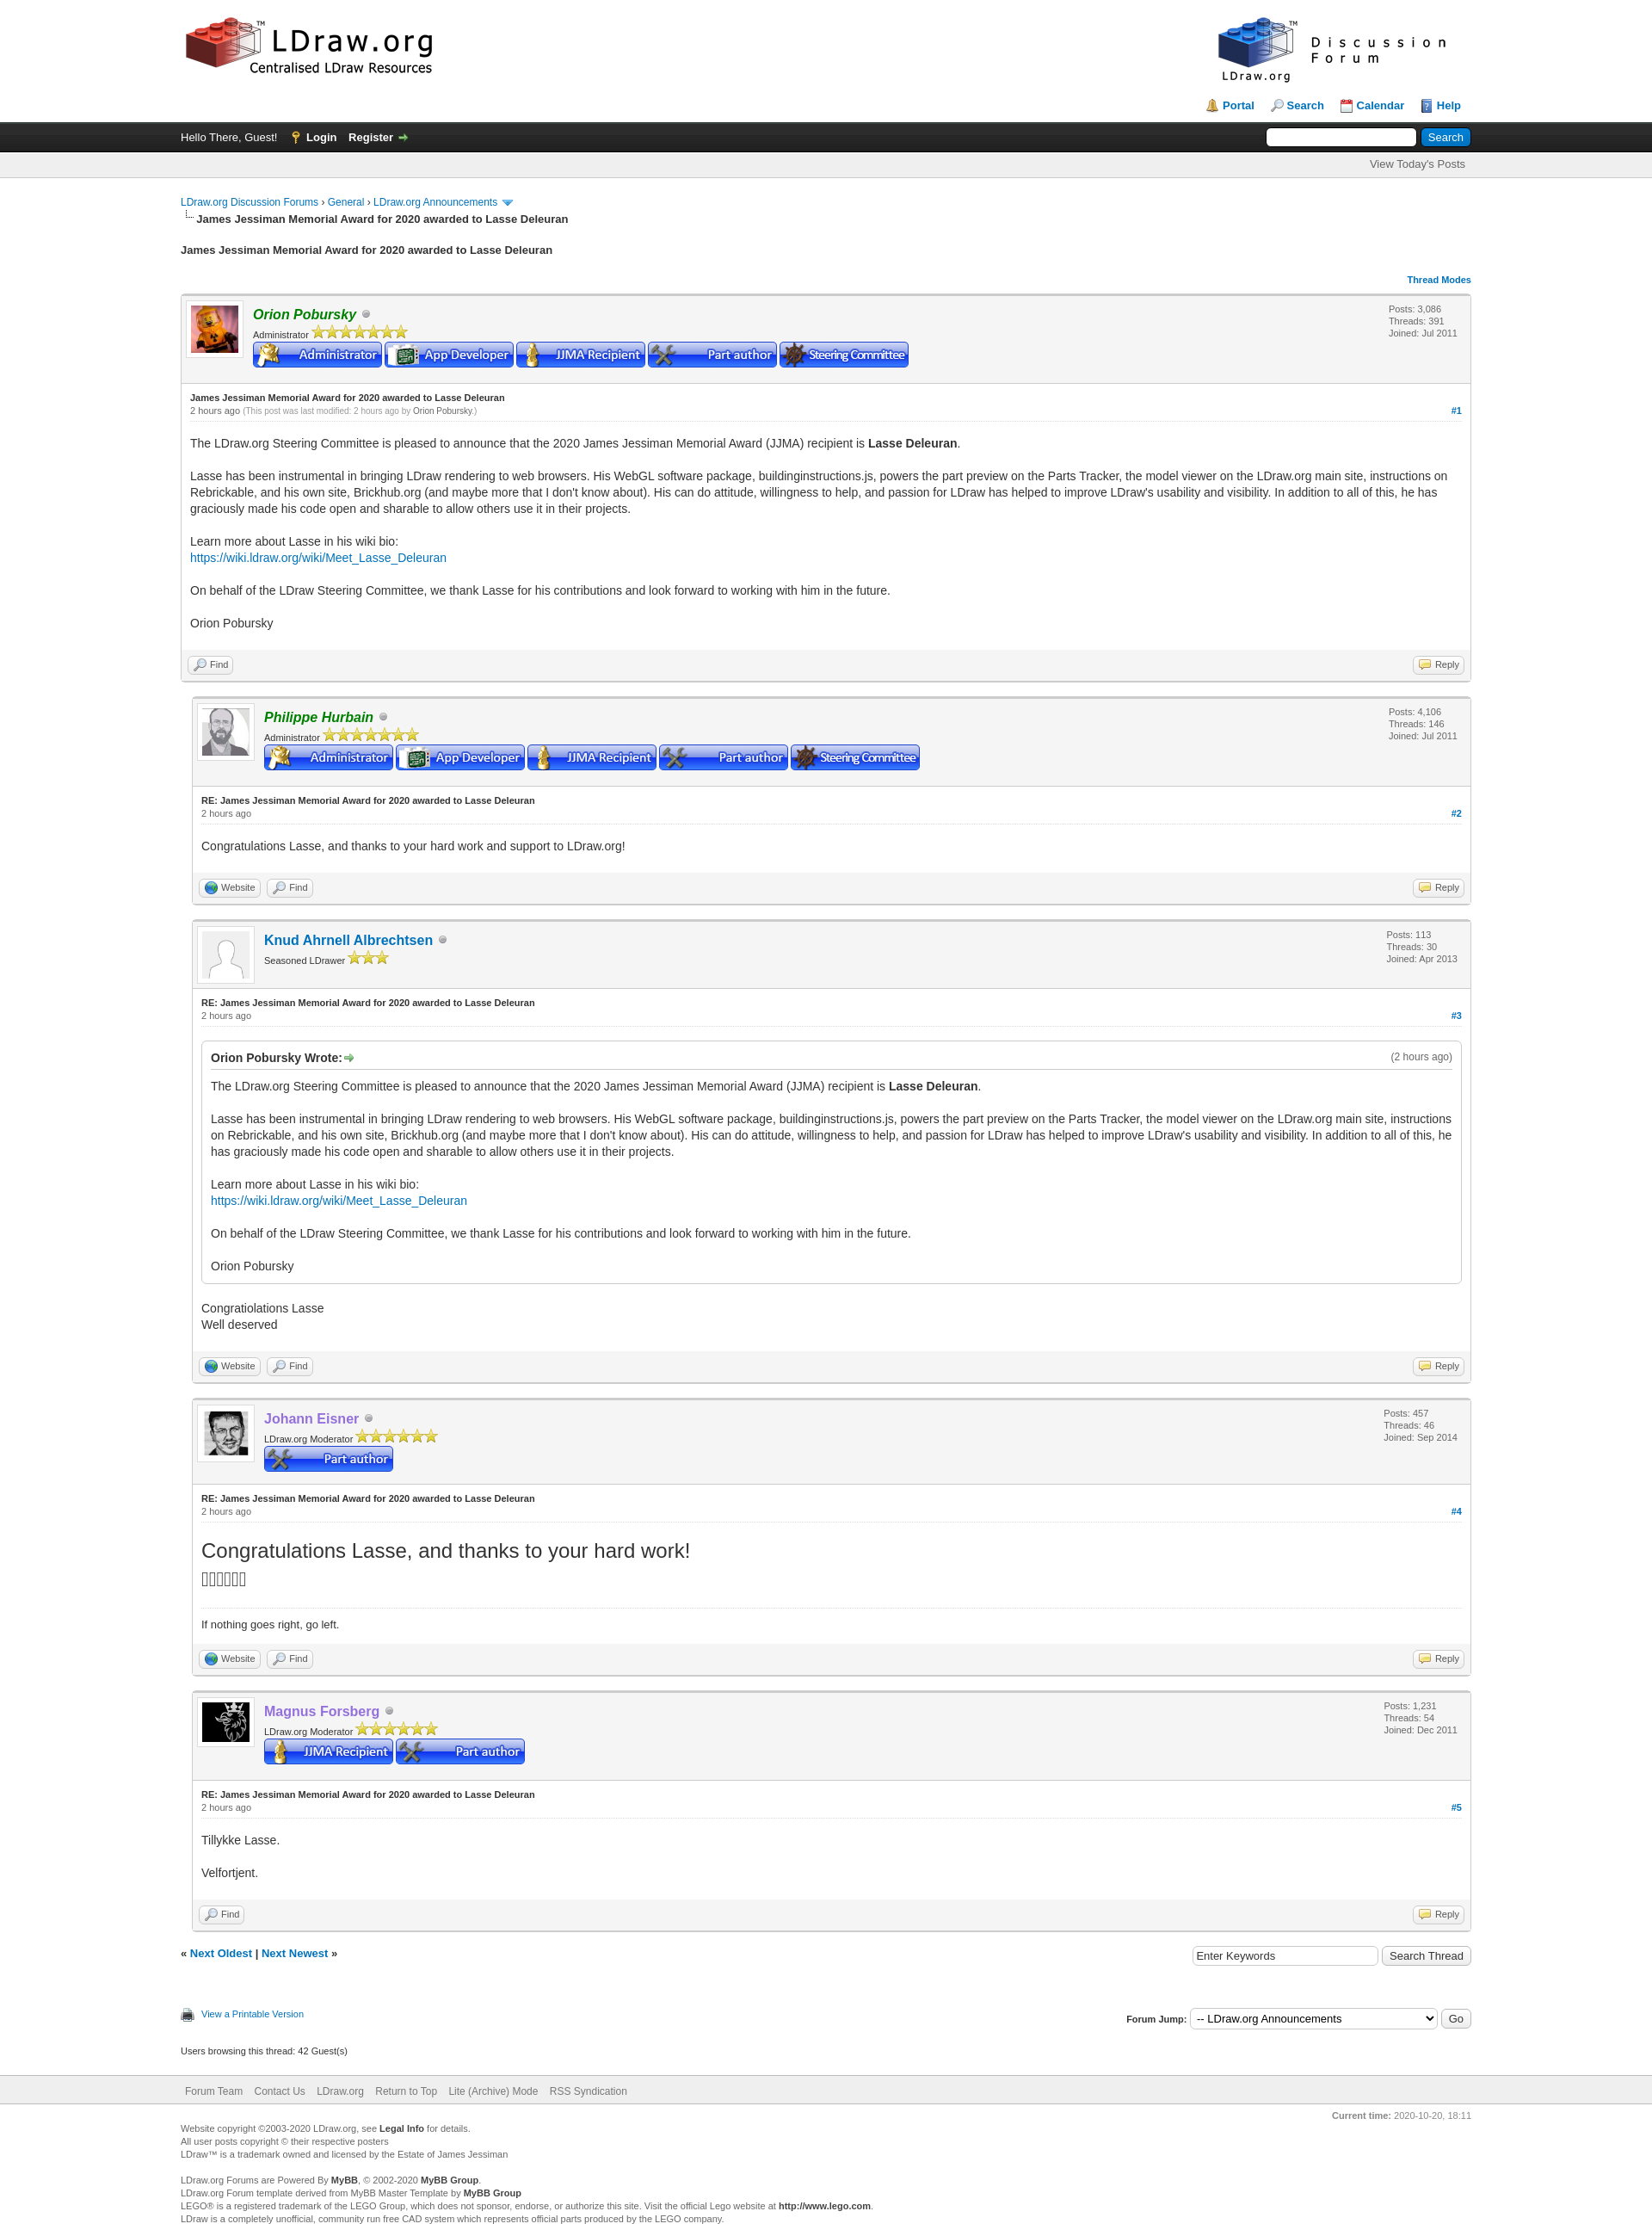 LDraw.org™
Centralised LDraw Resources
™
Discussion
Forum
LDraw.org
Portal Search Calendar Help
Hello There, Guest! Login Register Search
View Today's Posts
LDraw.org Discussion Forums › General › LDraw.org Announcements
James Jessiman Memorial Award for 2020 awarded to Lasse Deleuran
James Jessiman Memorial Award for 2020 awarded to Lasse Deleuran
Thread Modes
Orion Pobursky
Administrator
Administrator App Developer JJMA Recipient Part author Steering Committee
Posts: 3,086
Threads: 391
Joined: Jul 2011
James Jessiman Memorial Award for 2020 awarded to Lasse Deleuran
2 hours ago (This post was last modified: 2 hours ago by Orion Pobursky.) #1
The LDraw.org Steering Committee is pleased to announce that the 2020 James Jessiman Memorial Award (JJMA) recipient is Lasse Deleuran.
Lasse has been instrumental in bringing LDraw rendering to web browsers. His WebGL software package, buildinginstructions.js, powers the part preview on the Parts Tracker, the model viewer on the LDraw.org main site, instructions on
Rebrickable, and his own site, Brickhub.org (and maybe more that I don't know about). His can do attitude, willingness to help, and passion for LDraw has helped to improve LDraw's usability and visibility. In addition to all of this, he has
graciously made his code open and sharable to allow others use it in their projects.
Learn more about Lasse in his wiki bio:
https://wiki.ldraw.org/wiki/Meet_Lasse_Deleuran
On behalf of the LDraw Steering Committee, we thank Lasse for his contributions and look forward to working with him in the future.
Orion Pobursky
Find Reply
Philippe Hurbain
Administrator
Administrator App Developer JJMA Recipient Part author Steering Committee
Posts: 4,106
Threads: 146
Joined: Jul 2011
RE: James Jessiman Memorial Award for 2020 awarded to Lasse Deleuran
2 hours ago #2
Congratulations Lasse, and thanks to your hard work and support to LDraw.org!
Website Find Reply
Knud Ahrnell Albrechtsen
Seasoned LDrawer
Posts: 113
Threads: 30
Joined: Apr 2013
RE: James Jessiman Memorial Award for 2020 awarded to Lasse Deleuran
2 hours ago #3
Orion Pobursky Wrote: (2 hours ago)
The LDraw.org Steering Committee is pleased to announce that the 2020 James Jessiman Memorial Award (JJMA) recipient is Lasse Deleuran.
Lasse has been instrumental in bringing LDraw rendering to web browsers. His WebGL software package, buildinginstructions.js, powers the part preview on the Parts Tracker, the model viewer on the LDraw.org main site, instructions
on Rebrickable, and his own site, Brickhub.org (and maybe more that I don't know about). His can do attitude, willingness to help, and passion for LDraw has helped to improve LDraw's usability and visibility. In addition to all of this, he
has graciously made his code open and sharable to allow others use it in their projects.
Learn more about Lasse in his wiki bio:
https://wiki.ldraw.org/wiki/Meet_Lasse_Deleuran
On behalf of the LDraw Steering Committee, we thank Lasse for his contributions and look forward to working with him in the future.
Orion Pobursky
Congratiolations Lasse
Well deserved
Website Find Reply
Johann Eisner
LDraw.org Moderator
Part author
Posts: 457
Threads: 46
Joined: Sep 2014
RE: James Jessiman Memorial Award for 2020 awarded to Lasse Deleuran
2 hours ago #4
Congratulations Lasse, and thanks to your hard work!
If nothing goes right, go left.
Website Find Reply
Magnus Forsberg
LDraw.org Moderator
JJMA Recipient Part author
Posts: 1,231
Threads: 54
Joined: Dec 2011
RE: James Jessiman Memorial Award for 2020 awarded to Lasse Deleuran
2 hours ago #5
Tillykke Lasse.
Velfortjent.
Find Reply
« Next Oldest | Next Newest » Enter Keywords Search Thread
View a Printable Version Forum Jump: -- LDraw.org Announcements Go
Users browsing this thread: 42 Guest(s)
Forum Team Contact Us LDraw.org Return to Top Lite (Archive) Mode RSS Syndication
Current time: 2020-10-20, 18:11
Website copyright ©2003-2020 LDraw.org, see Legal Info for details.
All user posts copyright © their respective posters
LDraw™ is a trademark owned and licensed by the Estate of James Jessiman
LDraw.org Forums are Powered By MyBB, © 2002-2020 MyBB Group.
LDraw.org Forum template derived from MyBB Master Template by MyBB Group
LEGO® is a registered trademark of the LEGO Group, which does not sponsor, endorse, or authorize this site. Visit the official Lego website at http://www.lego.com.
LDraw is a completely unofficial, community run free CAD system which represents official parts produced by the LEGO company.